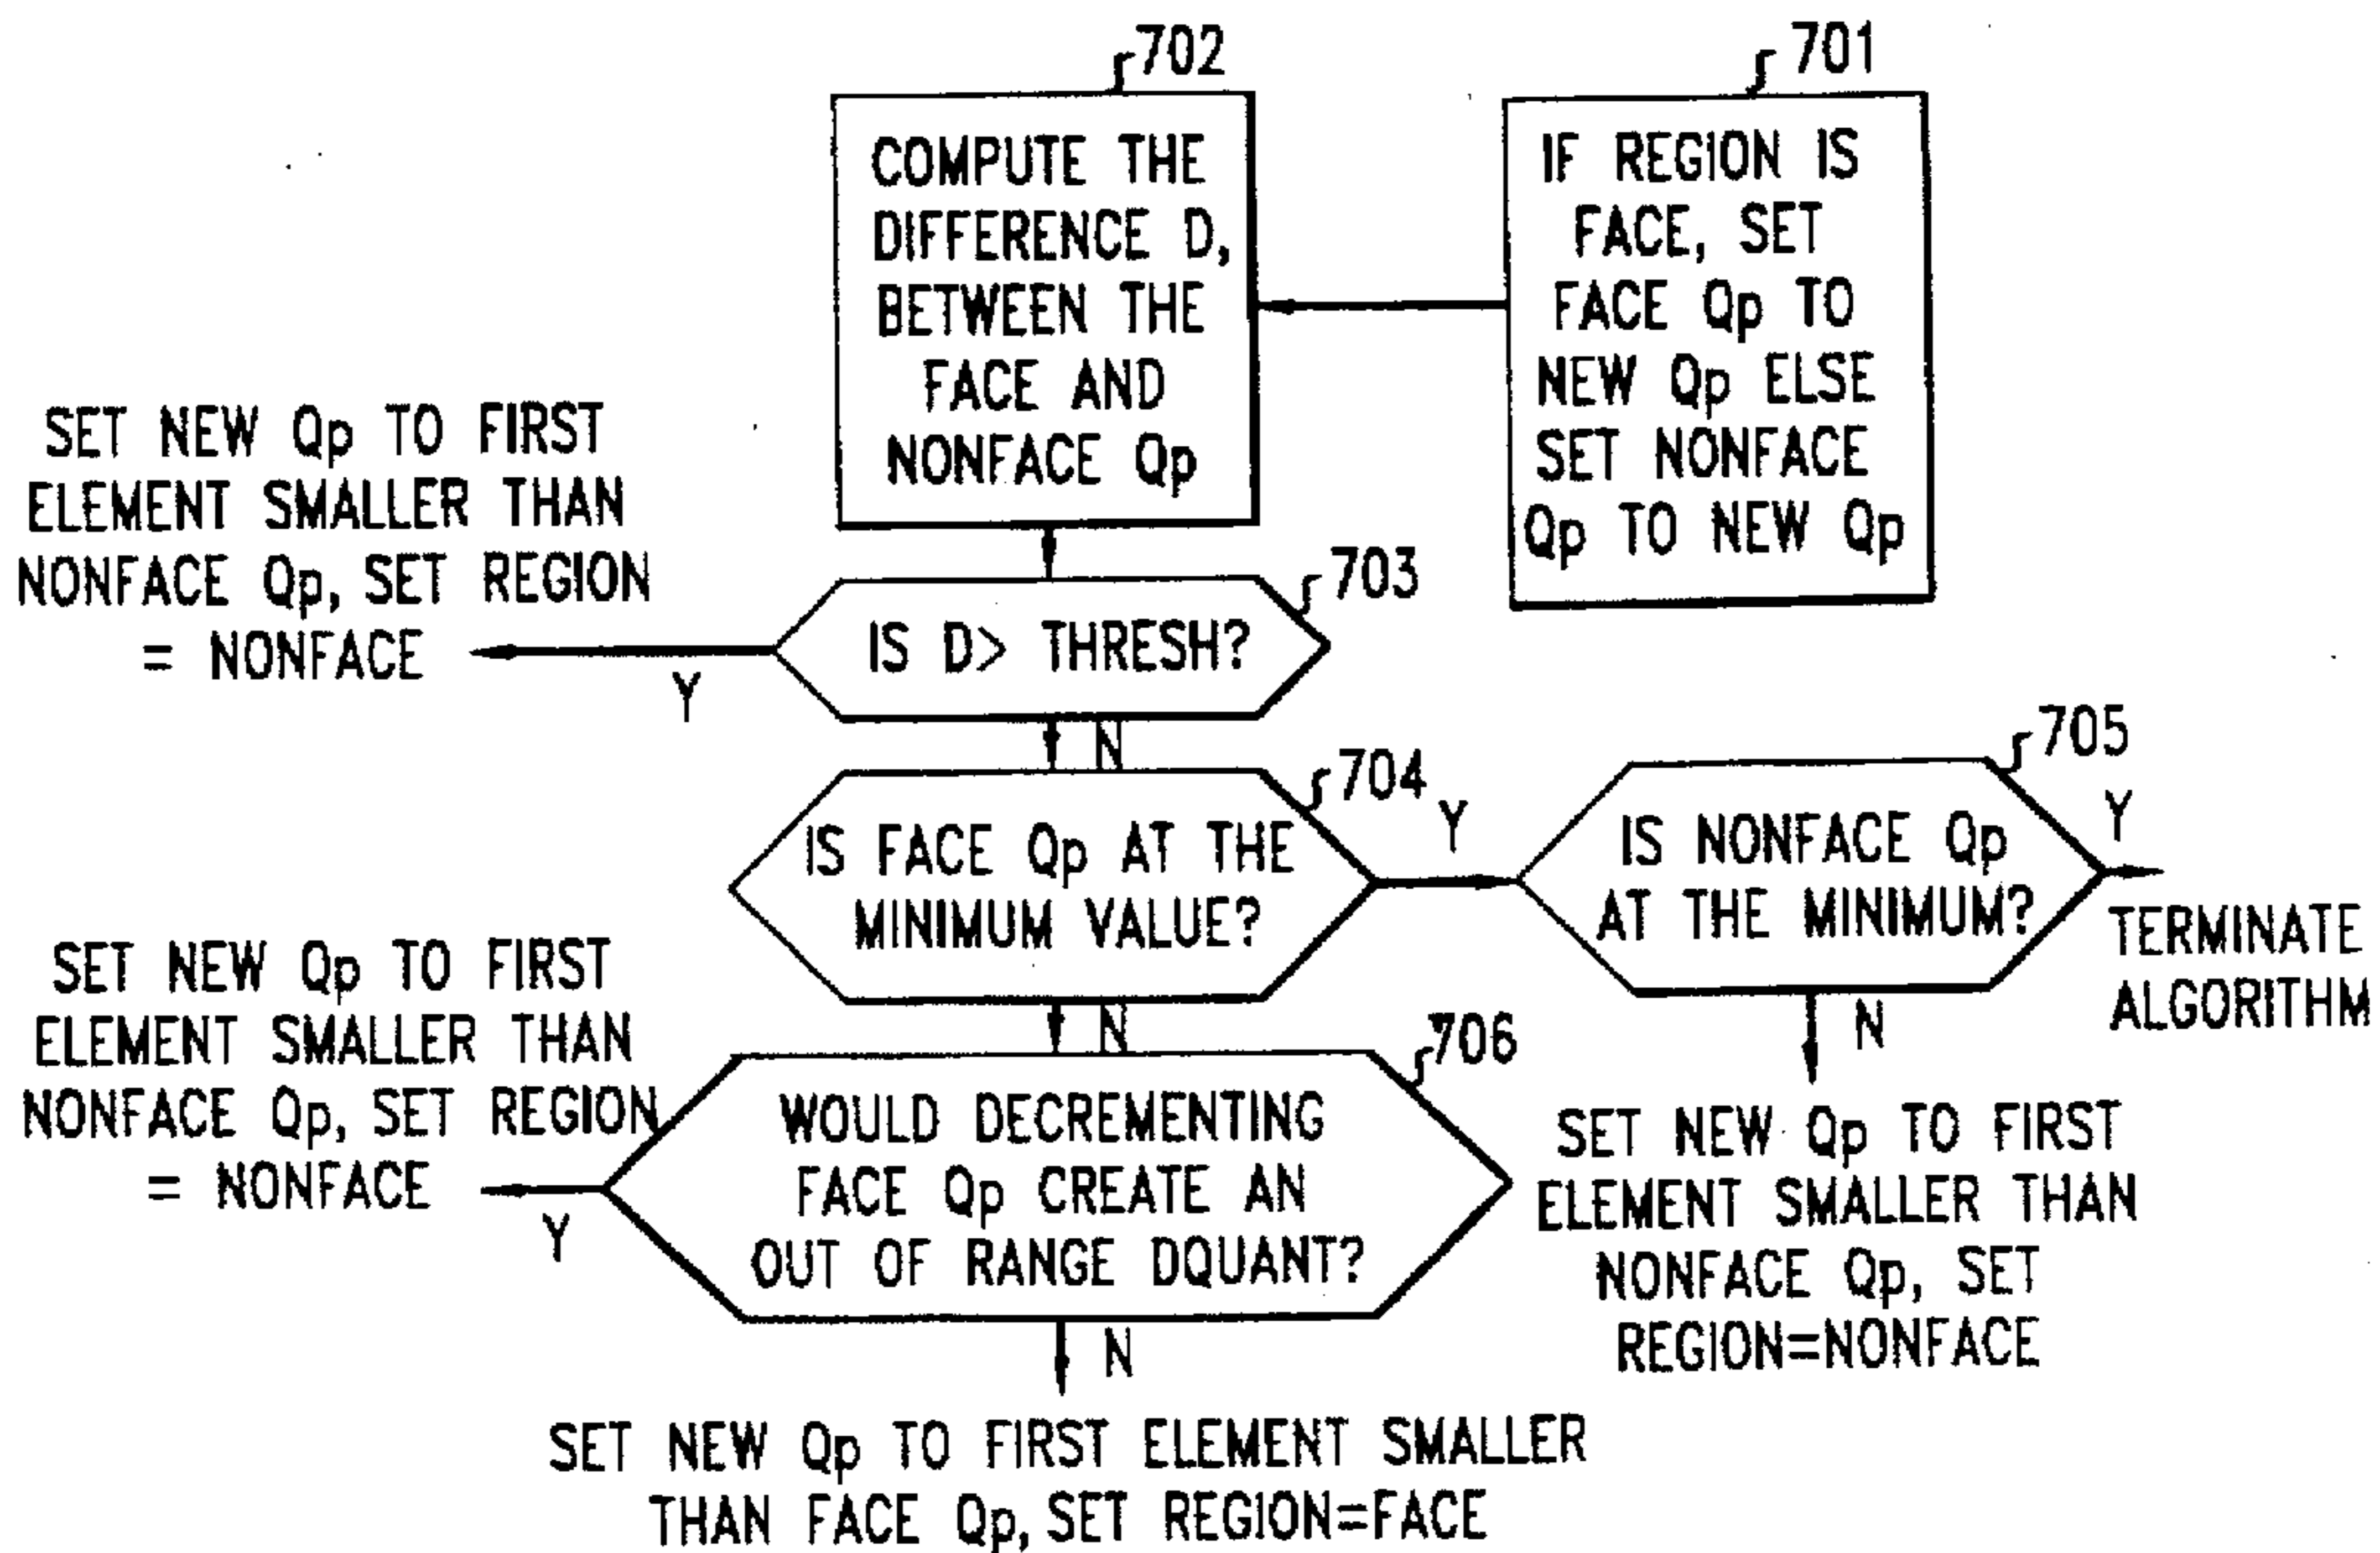 702
701
COMPUTE THE
DIFFERENCE D,
BETWEEN THE
FACE AND
NONFACE Qp
IF REGION IS
FACE, SET
FACE Qp TO
NEW Qp ELSE
SET NONFACE
Qp TO NEW Qp
703
IS D> THRESH?
Y
SET NEW Qp TO FIRST
ELEMENT SMALLER THAN
NONFACE Qp, SET REGION
= NONFACE
N
704
IS FACE Qp AT THE
MINIMUM VALUE?
Y
705
IS NONFACE Qp
AT THE MINIMUM?
Y
TERMINATE
ALGORITHM
N
SET NEW Qp TO FIRST
ELEMENT SMALLER THAN
NONFACE Qp, SET
REGION=NONFACE
N
706
WOULD DECREMENTING
FACE Qp CREATE AN
OUT OF RANGE DQUANT?
Y
SET NEW Qp TO FIRST
ELEMENT SMALLER THAN
NONFACE Qp, SET REGION
= NONFACE
N
SET NEW Qp TO FIRST ELEMENT SMALLER
THAN FACE Qp, SET REGION=FACE